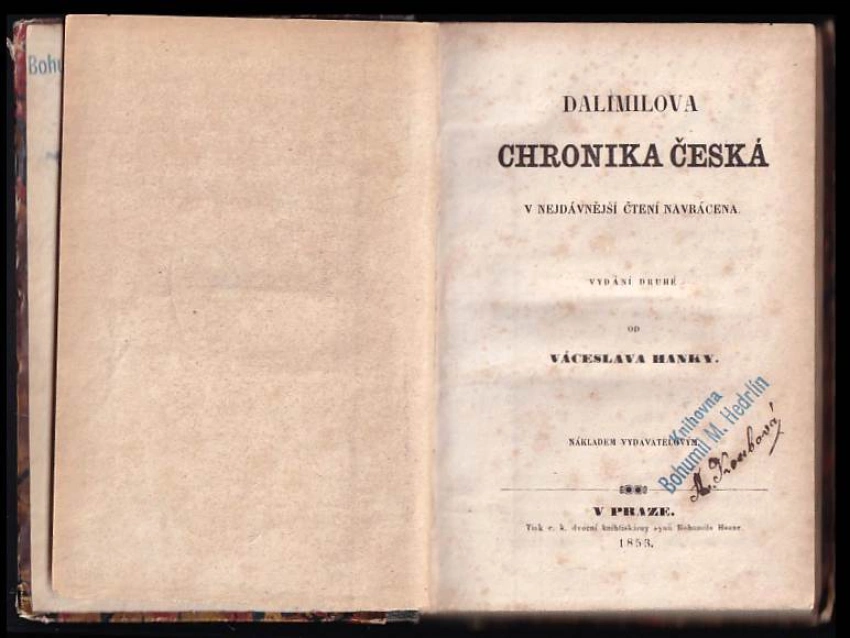 Bohu
DALIMILOVA
CHRONIKA ČESKÁ
V NEJDÁVNĚJŠÍ ČTENÍ NAVRÁCENA.
VYDÁNÍ DRUHÉ
OD
VÁCESLAVA HANKY.
Knihovna
Bohumil M. Hedrlín
NÁKLADEM VYDAVATELOVÝM.
V PRAZE.
Tisk c. k. dvorní knihtiskárny synů Bohumila Haase
1853.